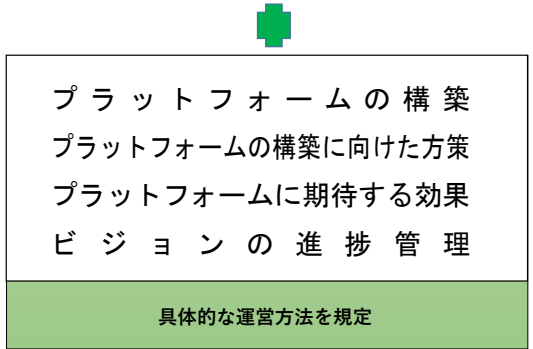 プラットフォームの構築
プラットフォームの構築に向けた方策
プラットフォームに期待する効果
ビジョンの進捗管理
具体的な運営方法を規定